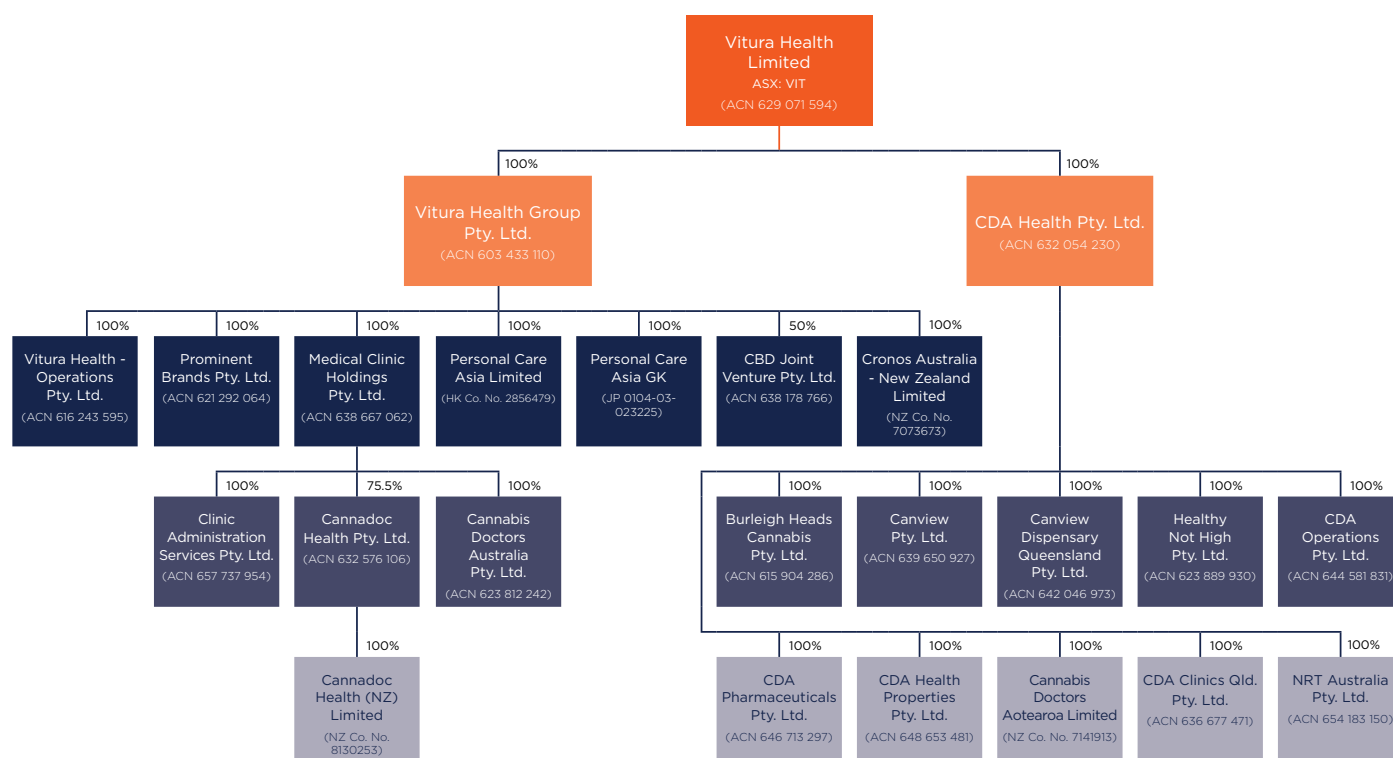 Vitura Health
Limited
ASX: VIT
(ACN 629 071 594)
100%
100%
Vitura Health Group
Pty. Ltd.
(ACN 603 433 110)
CDA Health Pty. Ltd.
(ACN 632 054 230)
100%
Vitura Health -
Operations
Pty. Ltd.
(ACN 616 243 595)
100%
Prominent
Brands Pty. Ltd.
(ACN 621 292 064)
100%
Medical Clinic
Holdings
Pty. Ltd.
(ACN 638 667 062)
100%
Personal Care
Asia Limited
(HK Co. No. 2856479)
100%
Personal Care
Asia GK
(JP 0104-03-
023225)
50%
CBD Joint
Venture Pty. Ltd.
(ACN 638 178 766)
100%
Cronos Australia
- New Zealand
Limited
(NZ Co. No.
7073673)
100%
Clinic
Administration
Services Pty. Ltd.
(ACN 657 737 954)
75.5%
Cannadoc
Health Pty. Ltd.
(ACN 632 576 106)
100%
Cannabis
Doctors
Australia
Pty. Ltd.
(ACN 623 812 242)
100%
Burleigh Heads
Cannabis
Pty. Ltd.
(ACN 615 904 286)
100%
Canview
Pty. Ltd.
(ACN 639 650 927)
100%
Canview
Dispensary
Queensland
Pty. Ltd.
(ACN 642 046 973)
100%
Healthy
Not High
Pty. Ltd.
(ACN 623 889 930)
100%
CDA
Operations
Pty. Ltd.
(ACN 644 581 831)
100%
Cannadoc
Health (NZ)
Limited
(NZ Co. No.
8130253)
100%
CDA
Pharmaceuticals
Pty. Ltd.
(ACN 646 713 297)
100%
CDA Health
Properties
Pty. Ltd.
(ACN 648 653 481)
100%
Cannabis
Doctors
Aotearoa Limited
(NZ Co. No. 7141913)
100%
CDA Clinics Qld.
Pty. Ltd.
(ACN 636 677 471)
100%
NRT Australia
Pty. Ltd.
(ACN 654 183 150)